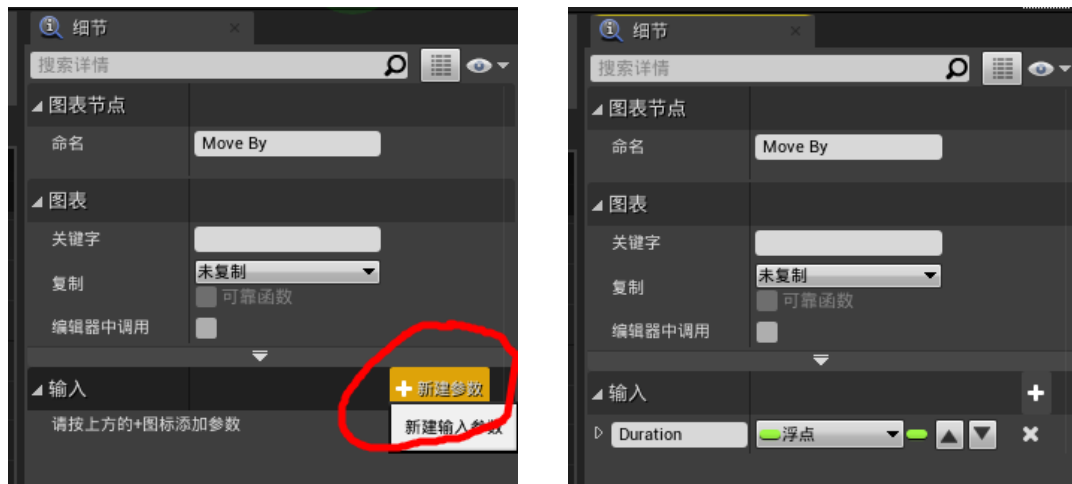 细节
搜索详情
图表节点
命名
Move By
图表
关键字
复制
未复制
可靠函数
编辑器中调用
输入
新建参数
请按上方的+图标添加参数
新建输入参数
细节
搜索详情
图表节点
命名
Move By
图表
关键字
复制
未复制
可靠函数
编辑器中调用
输入
Duration
浮点